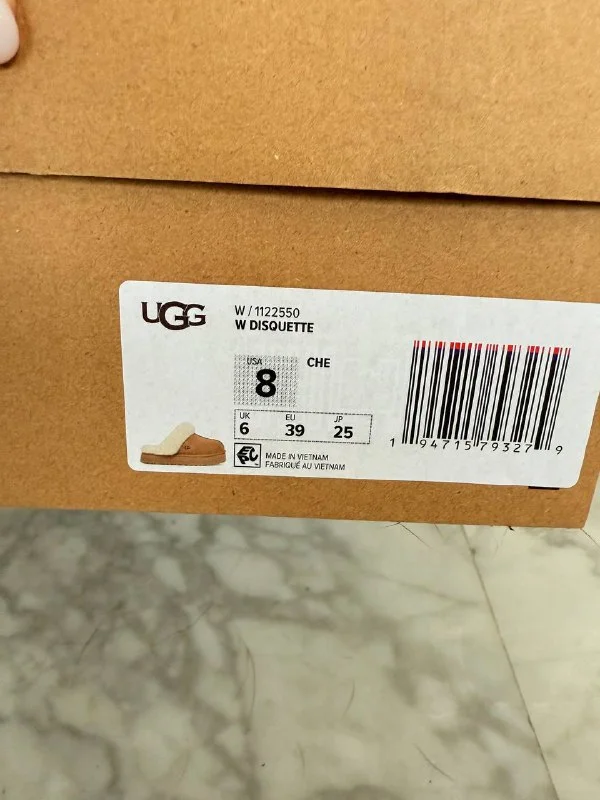 UGG
W / 1122550
W DISQUETTE
USA
8
CHE
UK EU JP
6 39 25
MADE IN VIETNAM
FABRIQUÉ AU VIETNAM
1 94715 79327 9